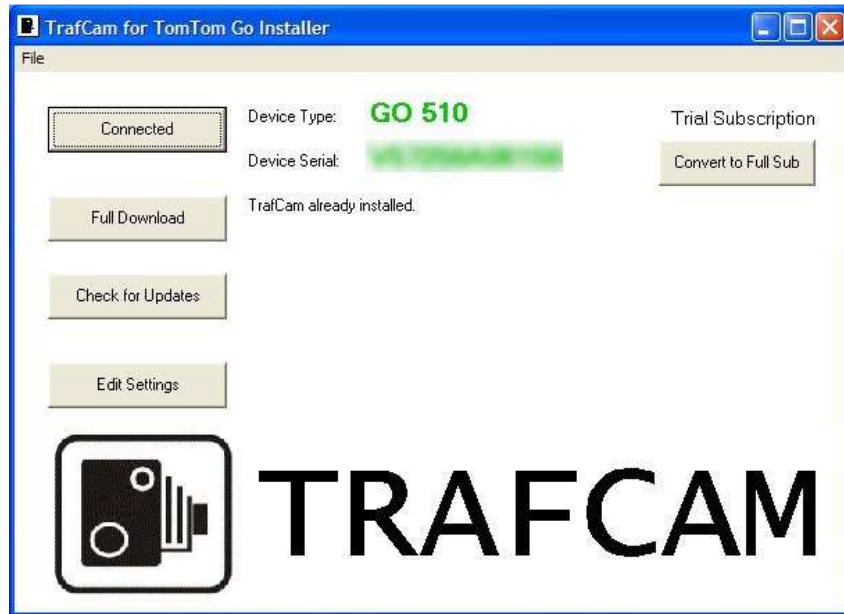 TrafCam for TomTom Go Installer
File
Connected
Device Type: GO 510
Trial Subscription
Device Serial:
Convert to Full Sub
Full Download
TrafCam already installed.
Check for Updates
Edit Settings
TRAFCAM